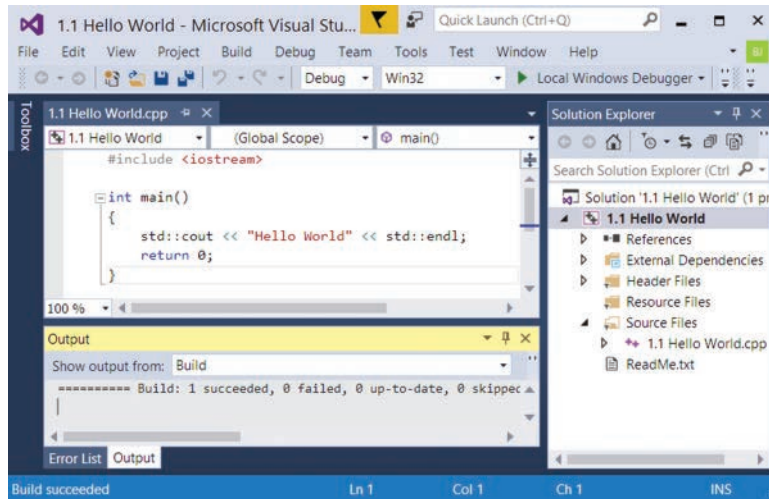 1.1 Hello World - Microsoft Visual Stu... Quick Launch (Ctrl+Q)
File Edit View Project Build Debug Team Tools Test Window Help BI
Debug Win32 Local Windows Debugger
Toolbox
1.1 Hello World.cpp
1.1 Hello World (Global Scope) main()
#include <iostream>
int main()
{
std::cout << "Hello World" << std::endl;
return 0;
}
100 %
Output
Show output from: Build
========== Build: 1 succeeded, 0 failed, 0 up-to-date, 0 skipped
Error List Output
Solution Explorer
Search Solution Explorer (Ctrl
Solution '1.1 Hello World' (1 pr
1.1 Hello World
References
External Dependencies
Header Files
Resource Files
Source Files
1.1 Hello World.cpp
ReadMe.txt
Build succeeded Ln 1 Col 1 Ch 1 INS